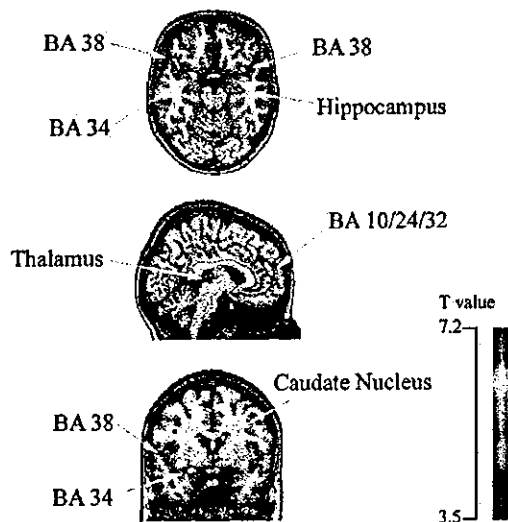 BA 38
BA 38
Hippocampus
BA 34
BA 10/24/32
Thalamus
T value
7.2
Caudate Nucleus
BA 38
BA 34
3.5